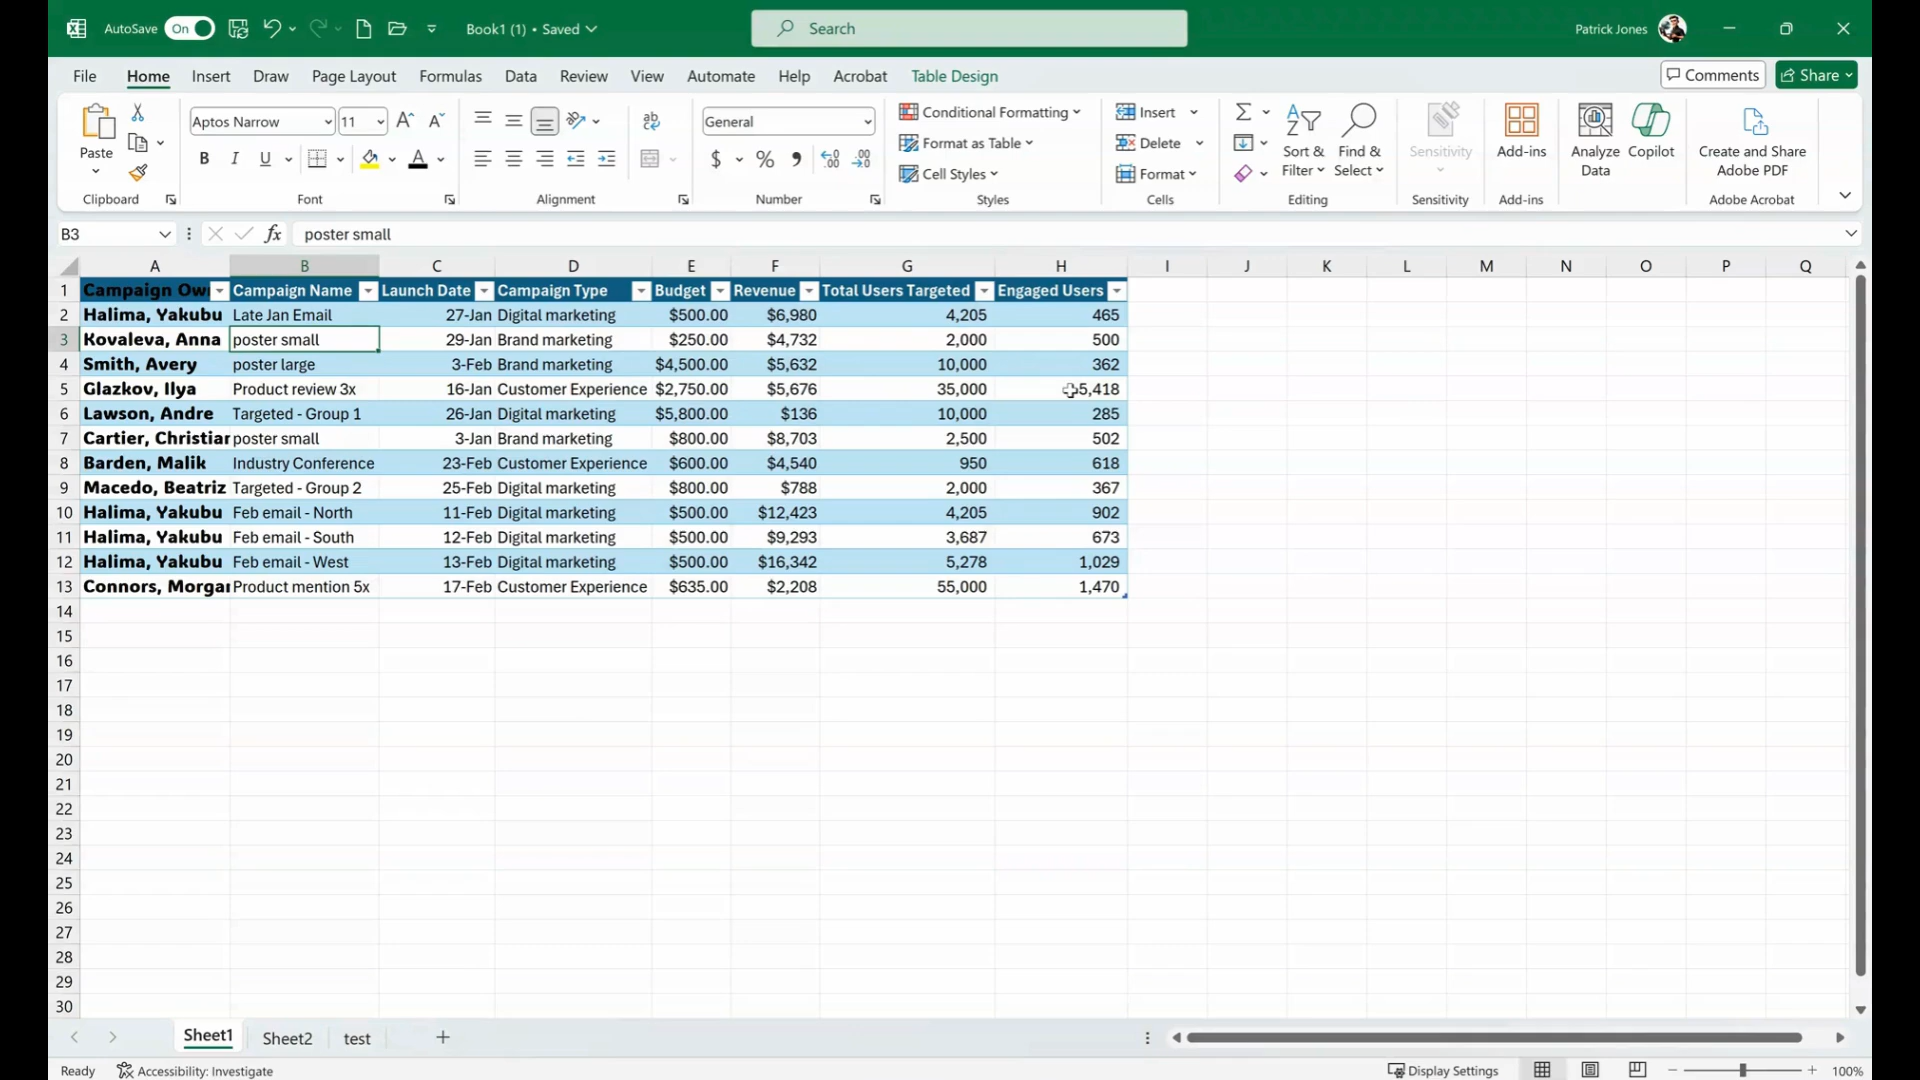 AutoSave On Book1 (1) • Saved Search Patrick Jones
File Home Insert Draw Page Layout Formulas Data Review View Automate Help Acrobat Table Design Comments Share
Paste Aptos Narrow 11 General Conditional Formatting Insert Sort & Find & Sensitivity Add-ins Analyze Copilot Create and Share
B I U A $ % Format as Table Delete Filter Select Data Adobe PDF
Cell Styles Format
Clipboard Font Alignment Number Styles Cells Editing Sensitivity Add-ins Adobe Acrobat
B3 fx poster small
A B C D E F G H I J K L M N O P Q
1 Campaign Ow Campaign Name Launch Date Campaign Type Budget Revenue Total Users Targeted Engaged Users
2 Halima, Yakubu Late Jan Email 27-Jan Digital marketing $500.00 $6,980 4,205 465
3 Kovaleva, Anna poster small 29-Jan Brand marketing $250.00 $4,732 2,000 500
4 Smith, Avery poster large 3-Feb Brand marketing $4,500.00 $5,632 10,000 362
5 Glazkov, Ilya Product review 3x 16-Jan Customer Experience $2,750.00 $5,676 35,000 5,418
6 Lawson, Andre Targeted - Group 1 26-Jan Digital marketing $5,800.00 $136 10,000 285
7 Cartier, Christian poster small 3-Jan Brand marketing $800.00 $8,703 2,500 502
8 Barden, Malik Industry Conference 23-Feb Customer Experience $600.00 $4,540 950 618
9 Macedo, Beatriz Targeted - Group 2 25-Feb Digital marketing $800.00 $788 2,000 367
10 Halima, Yakubu Feb email - North 11-Feb Digital marketing $500.00 $12,423 4,205 902
11 Halima, Yakubu Feb email - South 12-Feb Digital marketing $500.00 $9,293 3,687 673
12 Halima, Yakubu Feb email - West 13-Feb Digital marketing $500.00 $16,342 5,278 1,029
13 Connors, Morgan Product mention 5x 17-Feb Customer Experience $635.00 $2,208 55,000 1,470
14
15
16
17
18
19
20
21
22
23
24
25
26
27
28
29
30
Sheet1 Sheet2 test
Ready Accessibility: Investigate Display Settings 100%